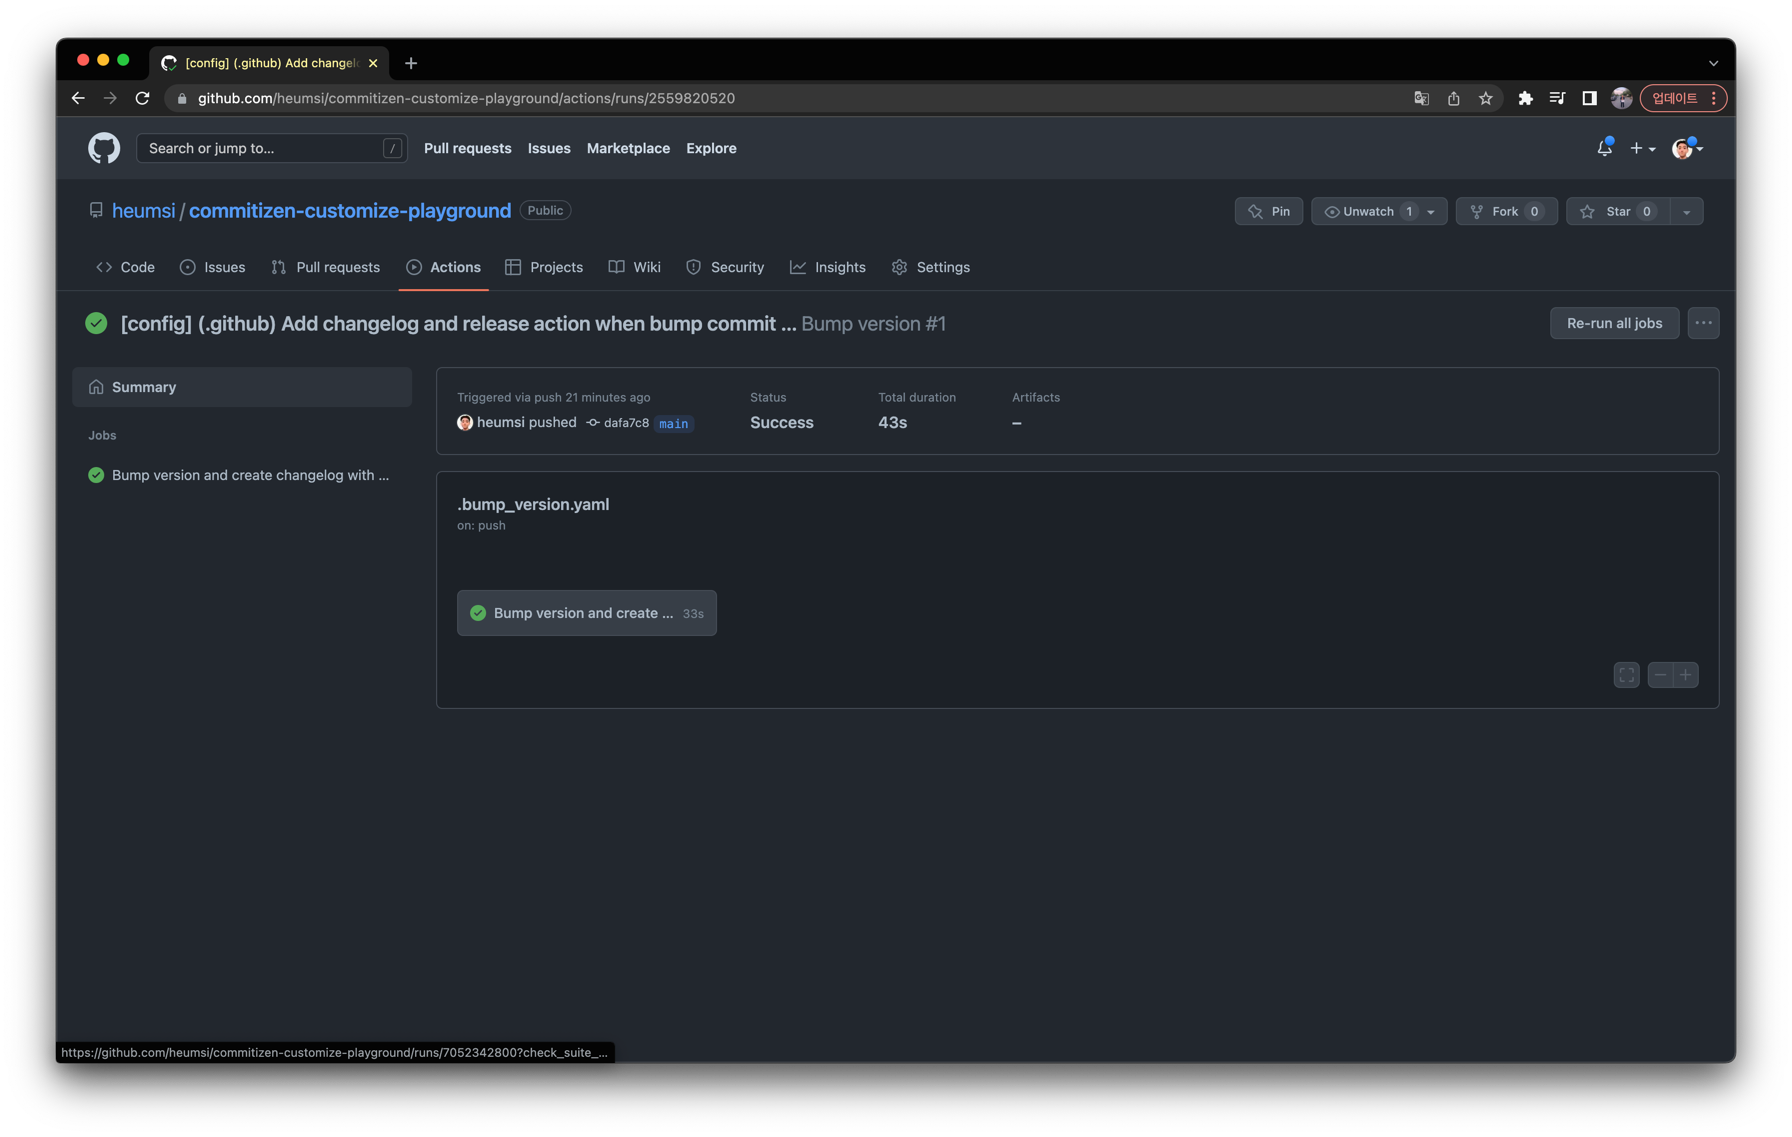 [config] (.github) Add changel
github.com/heumsi/commitizen-customize-playground/actions/runs/2559820520
업데이트
Search or jump to...
/
Pull requests
Issues
Marketplace
Explore
heumsi / commitizen-customize-playground
Public
Pin
Unwatch 1
Fork 0
Star 0
Code
Issues
Pull requests
Actions
Projects
Wiki
Security
Insights
Settings
[config] (.github) Add changelog and release action when bump commit ... Bump version #1
Re-run all jobs
Summary
Jobs
Bump version and create changelog with ...
Triggered via push 21 minutes ago
heumsi pushed dafa7c8 main
Status
Success
Total duration
43s
Artifacts
–
.bump_version.yaml
on: push
Bump version and create ... 33s
https://github.com/heumsi/commitizen-customize-playground/runs/7052342800?check_suite_...